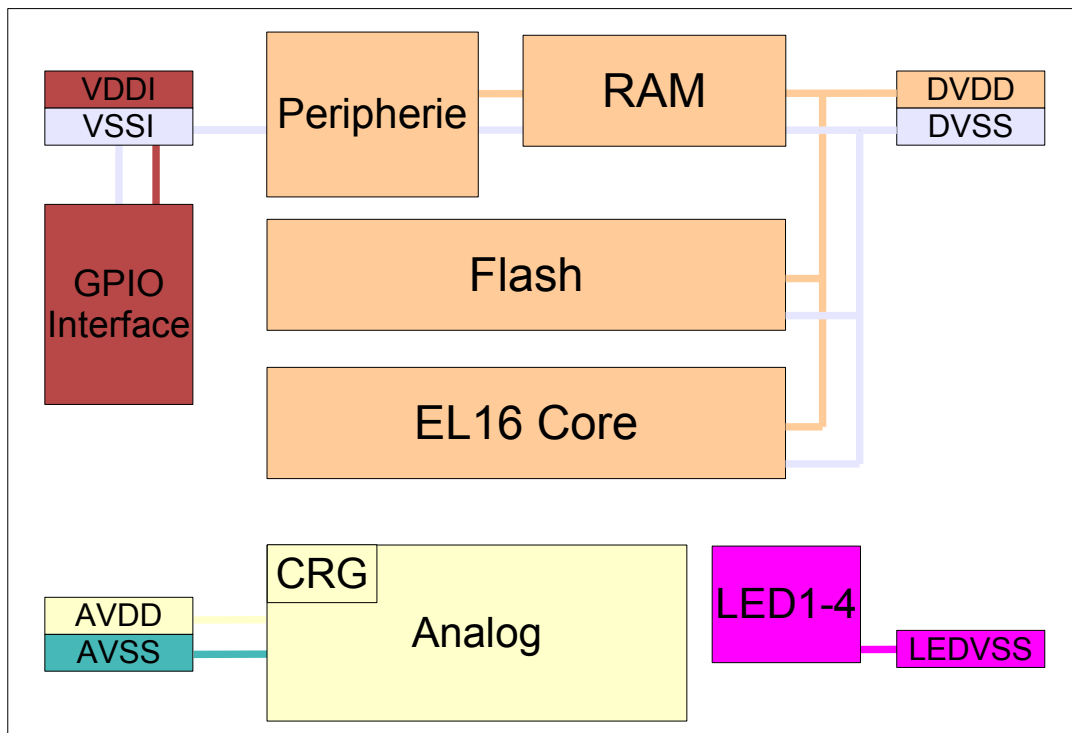 VDDI
VSSI
Peripherie
RAM
DVDD
DVSS
GPIO
Interface
Flash
EL16 Core
CRG
Analog
AVDD
AVSS
LED1-4
LEDVSS